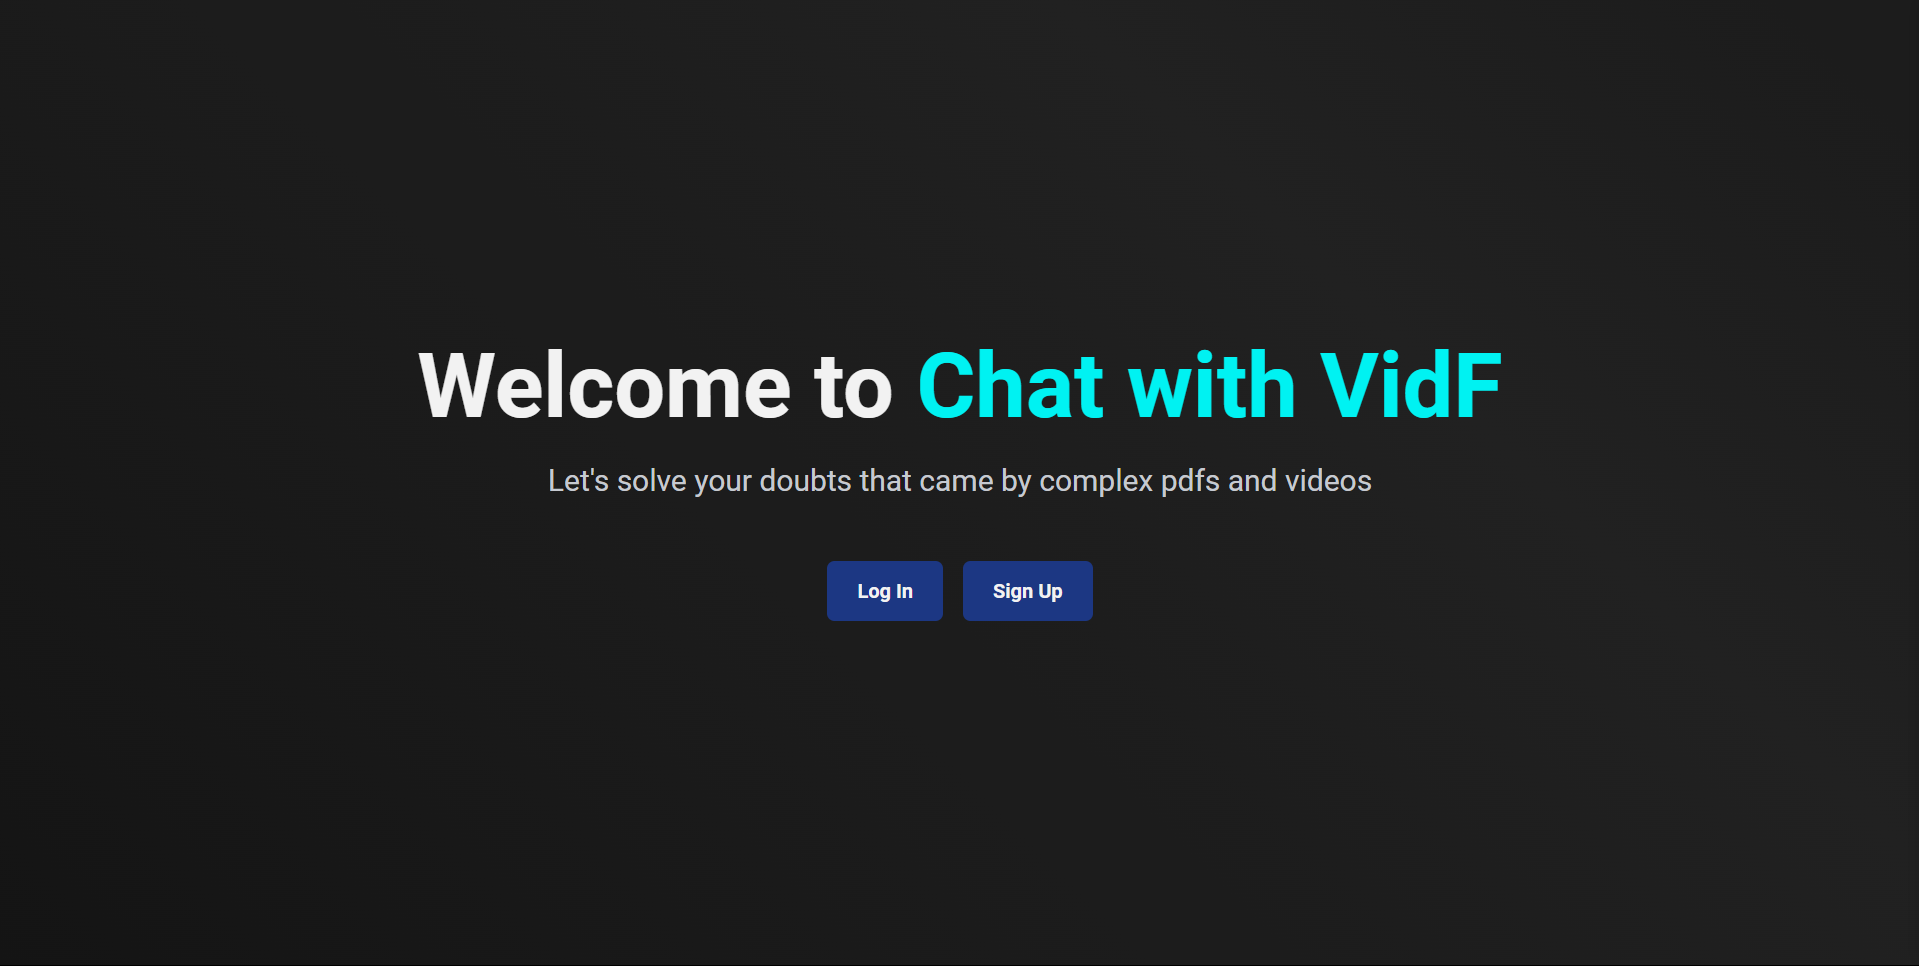 Welcome to Chat with VidF
Let's solve your doubts that came by complex pdfs and videos
Log In
Sign Up